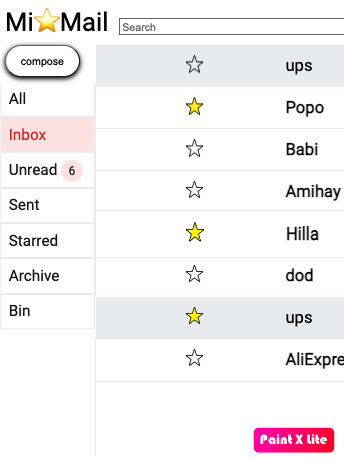 Mi⭐Mail
Search
compose
All
Inbox
Unread 6
Sent
Starred
Archive
Bin
ups
Popo
Babi
Amihay
Hilla
dod
ups
AliExpre
Paint X Lite